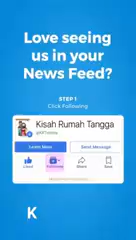 Love seeing
us in your
News Feed?
STEP 1
Click Following
Kisah Rumah Tangga
Learn More
Send Message
Liked
Following
Share
Save
K